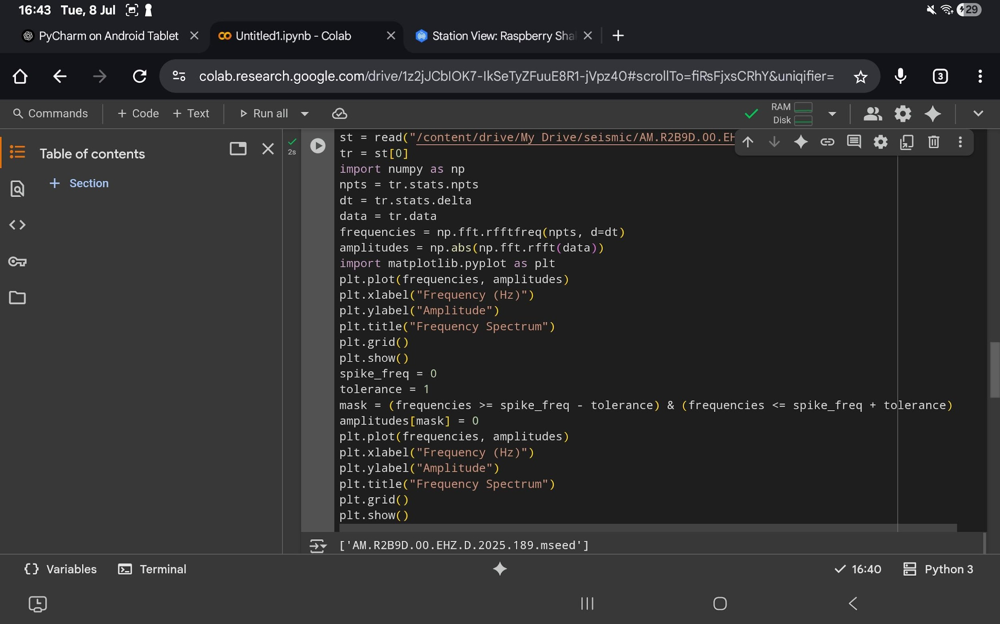 16:43 Tue, 8 Jul
29
PyCharm on Android Tablet
Untitled1.ipynb - Colab
Station View: Raspberry Sha
colab.research.google.com/drive/1z2jJCbIOK7-IkSeTyZFuuE8R1-jVpz40#scrollTo=fiRsFjxsCRhY&uniqifier=
3
Commands
+ Code
+ Text
Run all
RAM
Disk
Table of contents
+ Section
2s
st = read("/content/drive/My Drive/seismic/AM.R2B9D.00.EH
tr = st[0]
import numpy as np
npts = tr.stats.npts
dt = tr.stats.delta
data = tr.data
frequencies = np.fft.rfftfreq(npts, d=dt)
amplitudes = np.abs(np.fft.rfft(data))
import matplotlib.pyplot as plt
plt.plot(frequencies, amplitudes)
plt.xlabel("Frequency (Hz)")
plt.ylabel("Amplitude")
plt.title("Frequency Spectrum")
plt.grid()
plt.show()
spike_freq = 0
tolerance = 1
mask = (frequencies >= spike_freq - tolerance) & (frequencies <= spike_freq + tolerance)
amplitudes[mask] = 0
plt.plot(frequencies, amplitudes)
plt.xlabel("Frequency (Hz)")
plt.ylabel("Amplitude")
plt.title("Frequency Spectrum")
plt.grid()
plt.show()
['AM.R2B9D.00.EHZ.D.2025.189.mseed']
{} Variables
Terminal
16:40
Python 3